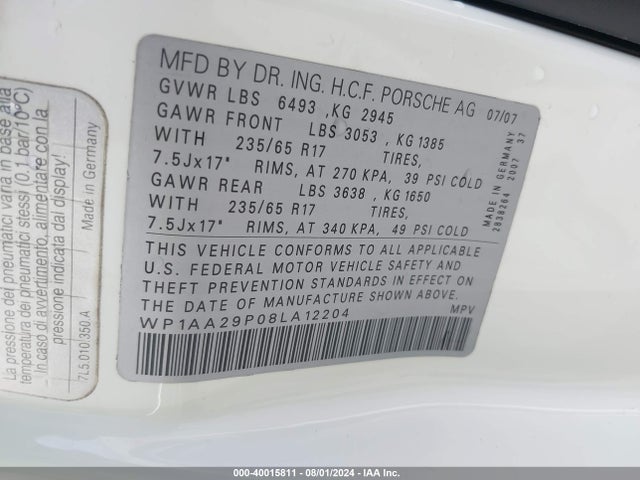 MFD BY DR. ING. H.C.F. PORSCHE AG 07/07
GVWR LBS 6493 ,KG 2945
GAWR FRONT LBS 3053 , KG 1385
WITH 235/65 R17 TIRES,
7.5Jx17" RIMS, AT 270 KPA, 39 PSI COLD
GAWR REAR LBS 3638 , KG 1650
WITH 235/65 R17 TIRES,
7.5Jx17" RIMS, AT 340 KPA, 49 PSI COLD
THIS VEHICLE CONFORMS TO ALL APPLICABLE
U.S. FEDERAL MOTOR VEHICLE SAFETY AND
THEFT PREVENTION STANDARDS IN EFFECT ON
THE DATE OF MANUFACTURE SHOWN ABOVE.
WP1AA29P08LA12204 MPV
MADE IN GERMANY
2838264 2007 37
La pressione dei pneumatici varia in base alla
temperatura dei pneumatici stessi (0.1 bar/10°C)
In caso di avvertimento, alimentare con la
pressione indicata dal display!
Made in Germany
7L5.010.350.A
000-40015811 - 08/01/2024 - IAA Inc.